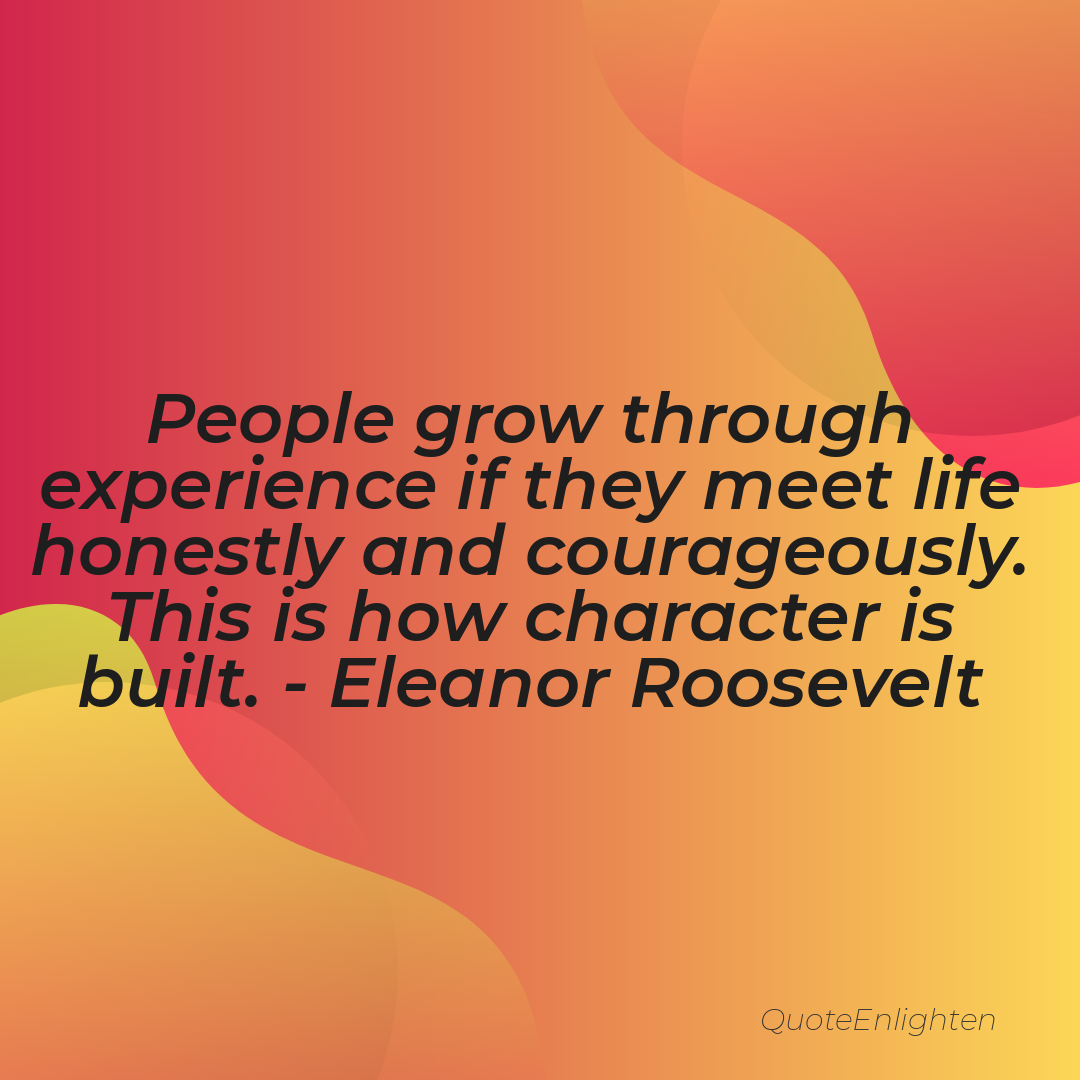 People grow through
experience if they meet life
honestly and courageously.
This is how character is
built. - Eleanor Roosevelt
QuoteEnlighten